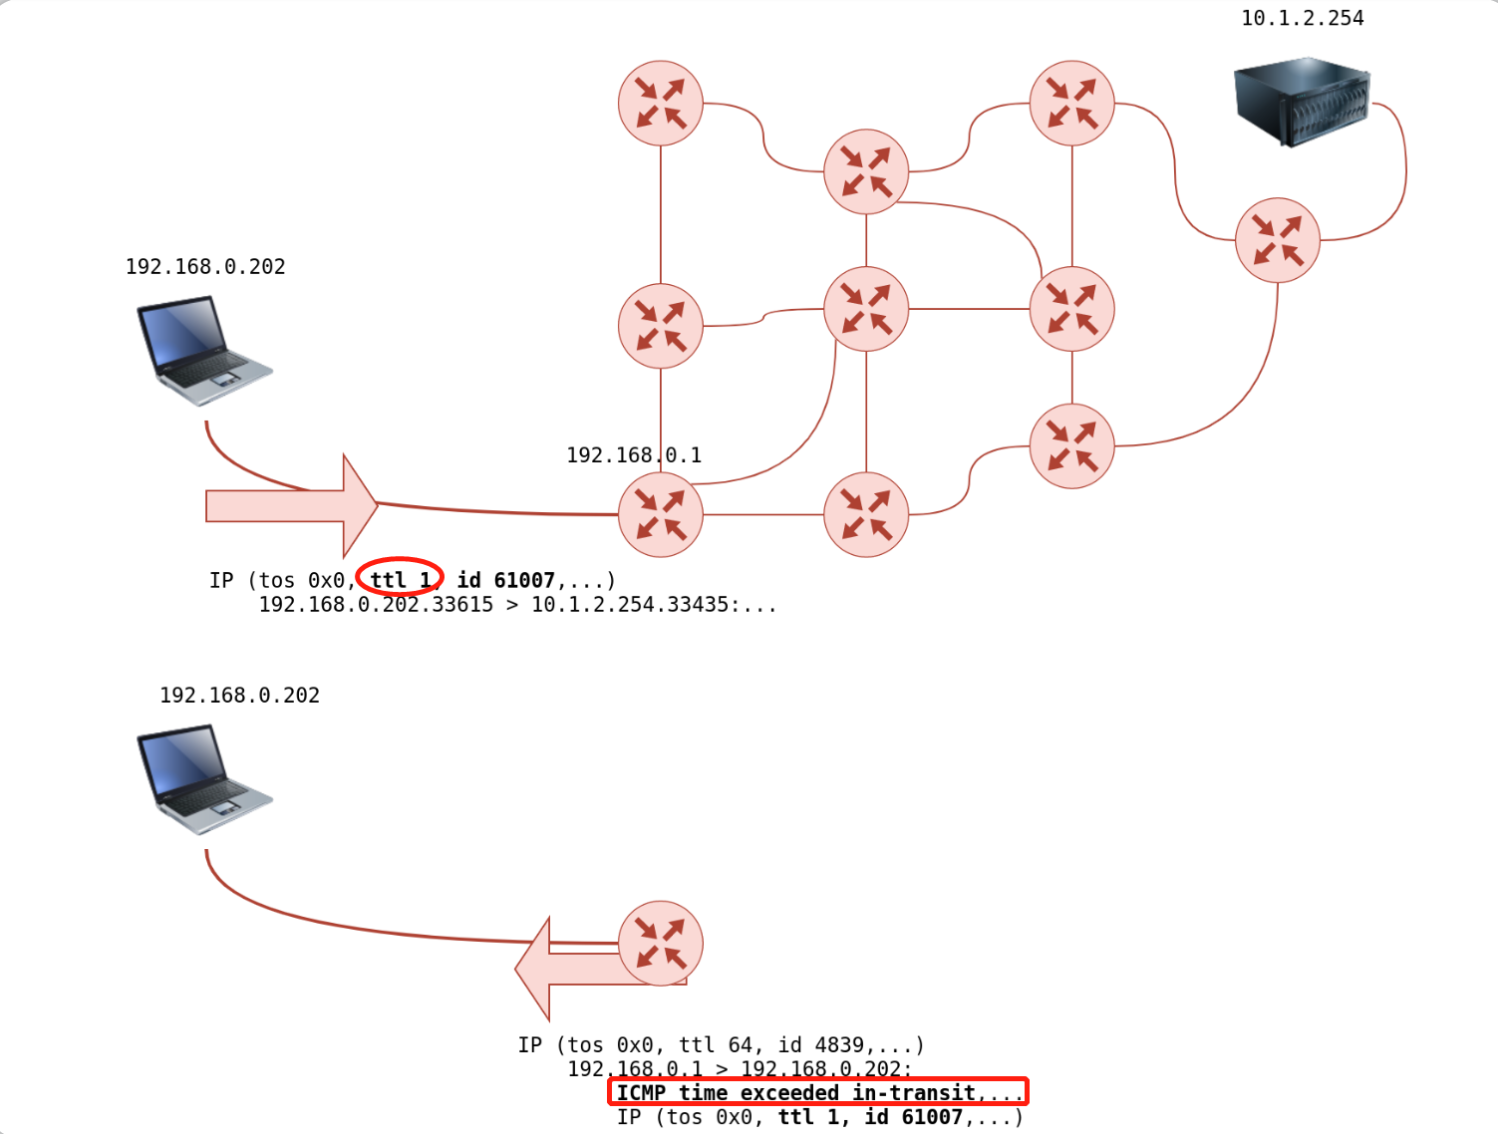 10.1.2.254
192.168.0.202
192.168.0.1
IP (tos 0x0, ttl 1, id 61007,...)
192.168.0.202.33615 > 10.1.2.254.33435:...
192.168.0.202
IP (tos 0x0, ttl 64, id 4839,...)
192.168.0.1 > 192.168.0.202:
ICMP time exceeded in-transit,...
IP (tos 0x0, ttl 1, id 61007,...)